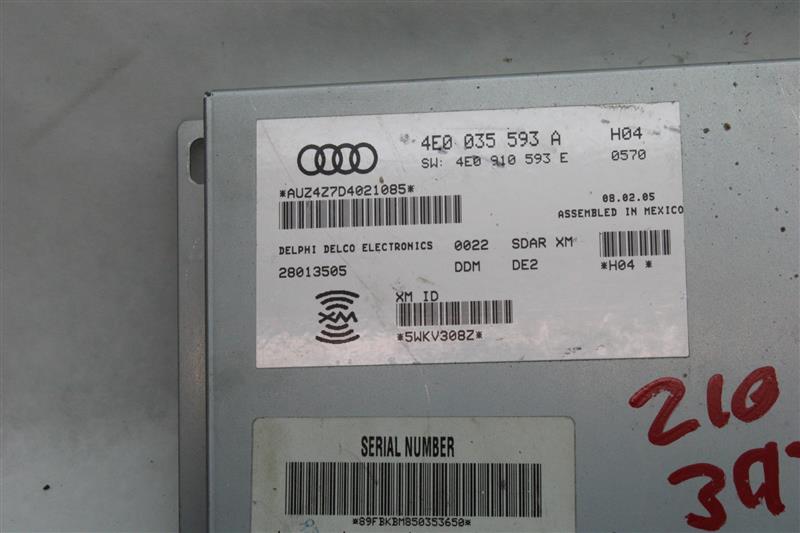 4E0 035 593 A H04
SW: 4E0 910 593 E 0570
*AUZ4Z7D4021085*
08.02.05
ASSEMBLED IN MEXICO
DELPHI DELCO ELECTRONICS 0022 SDAR XM
28013505 DDM DE2 *H04 *
XM ID
XM
*5WKV308Z*
210
SERIAL NUMBER
*89FBKBM850353650*